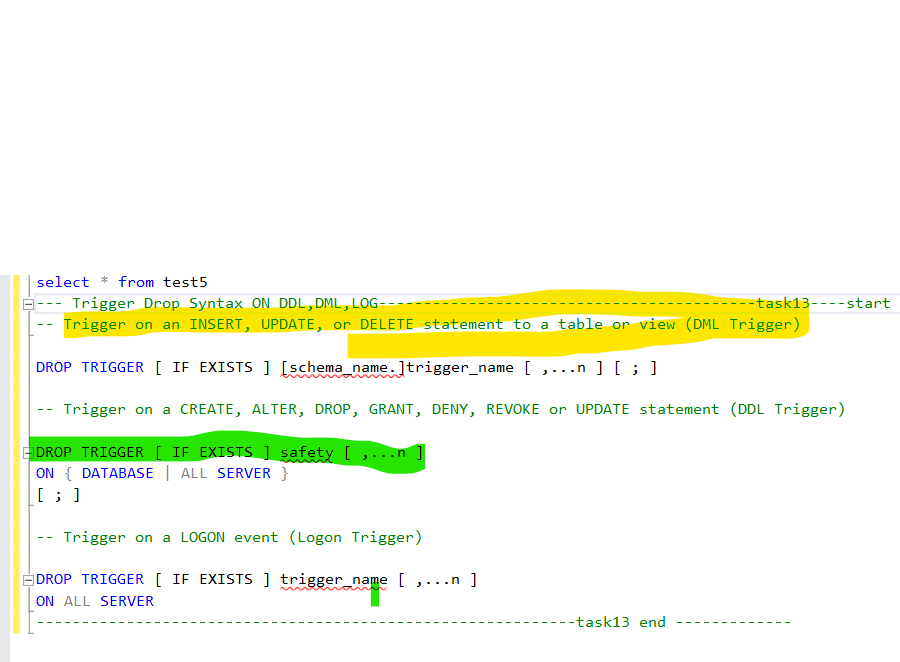 select * from test5
--- Trigger Drop Syntax ON DDL,DML,LOG------------------------------------------task13----start
-- Trigger on an INSERT, UPDATE, or DELETE statement to a table or view (DML Trigger)
DROP TRIGGER [ IF EXISTS ] [schema_name.]trigger_name [ ,...n ] [ ; ]
-- Trigger on a CREATE, ALTER, DROP, GRANT, DENY, REVOKE or UPDATE statement (DDL Trigger)
DROP TRIGGER [ IF EXISTS ] safety [ ,...n ]
ON { DATABASE | ALL SERVER }
[ ; ]
-- Trigger on a LOGON event (Logon Trigger)
DROP TRIGGER [ IF EXISTS ] trigger_name [ ,...n ]
ON ALL SERVER
------------------------------------------------------------task13 end -------------